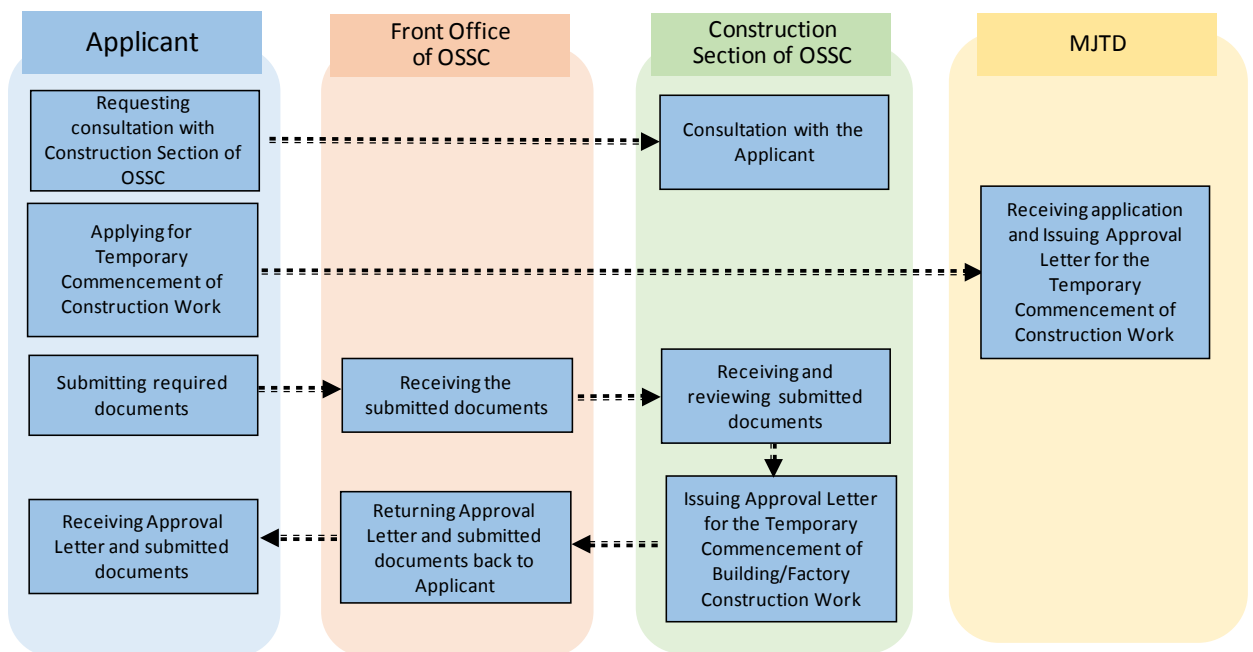 Applicant
Front Office
of OSSC
Construction
Section of OSSC
MJTD
Requesting
consultation with
Construction Section of
OSSC
Consultation with the
Applicant
Applying for
Temporary
Commencement of
Construction Work
Receiving application
and Issuing Approval
Letter for the
Temporary
Commencement of
Construction Work
Submitting required
documents
Receiving the
submitted documents
Receiving and
reviewing submitted
documents
Receiving Approval
Letter and submitted
documents
Returning Approval
Letter and submitted
documents back to
Applicant
Issuing Approval Letter
for the Temporary
Commencement of
Building/Factory
Construction Work